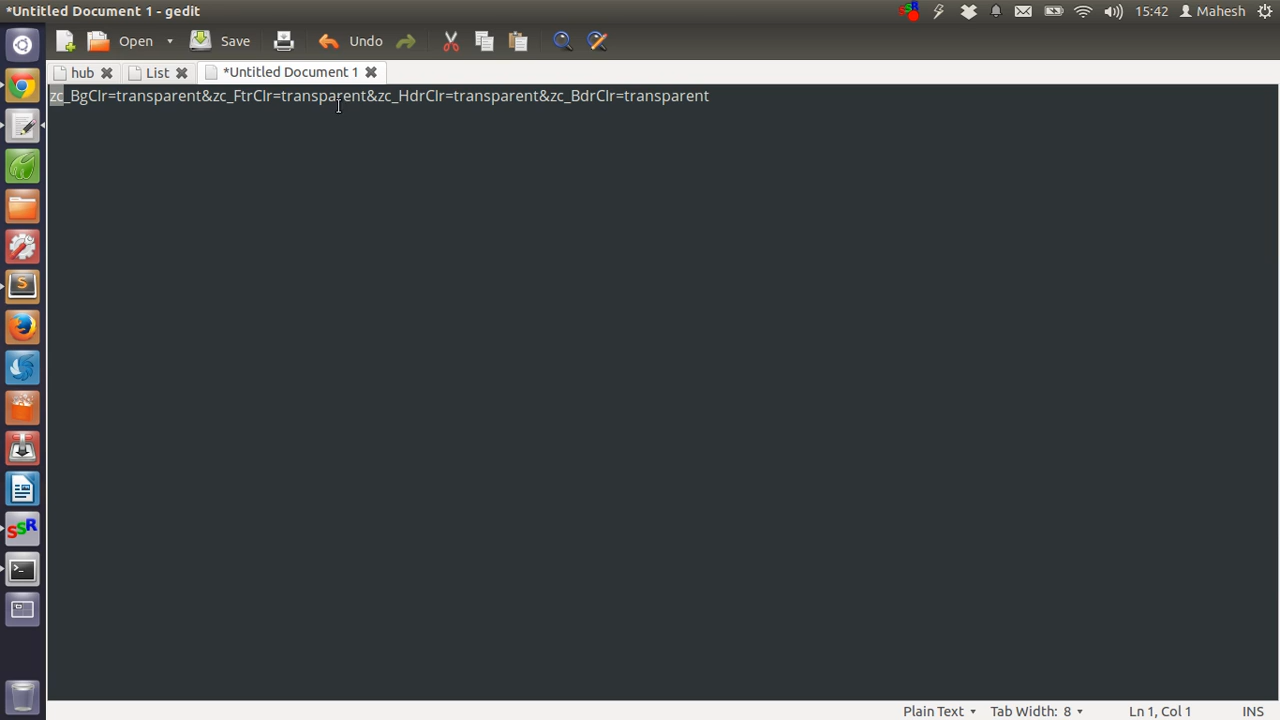 *Untitled Document 1 - gedit
15:42 Mahesh
Open Save Undo
hub List *Untitled Document 1
zc_BgClr=transparent&zc_FtrClr=transparent&zc_HdrClr=transparent&zc_BdrClr=transparent
S
SSR
Plain Text Tab Width: 8 Ln 1, Col 1 INS